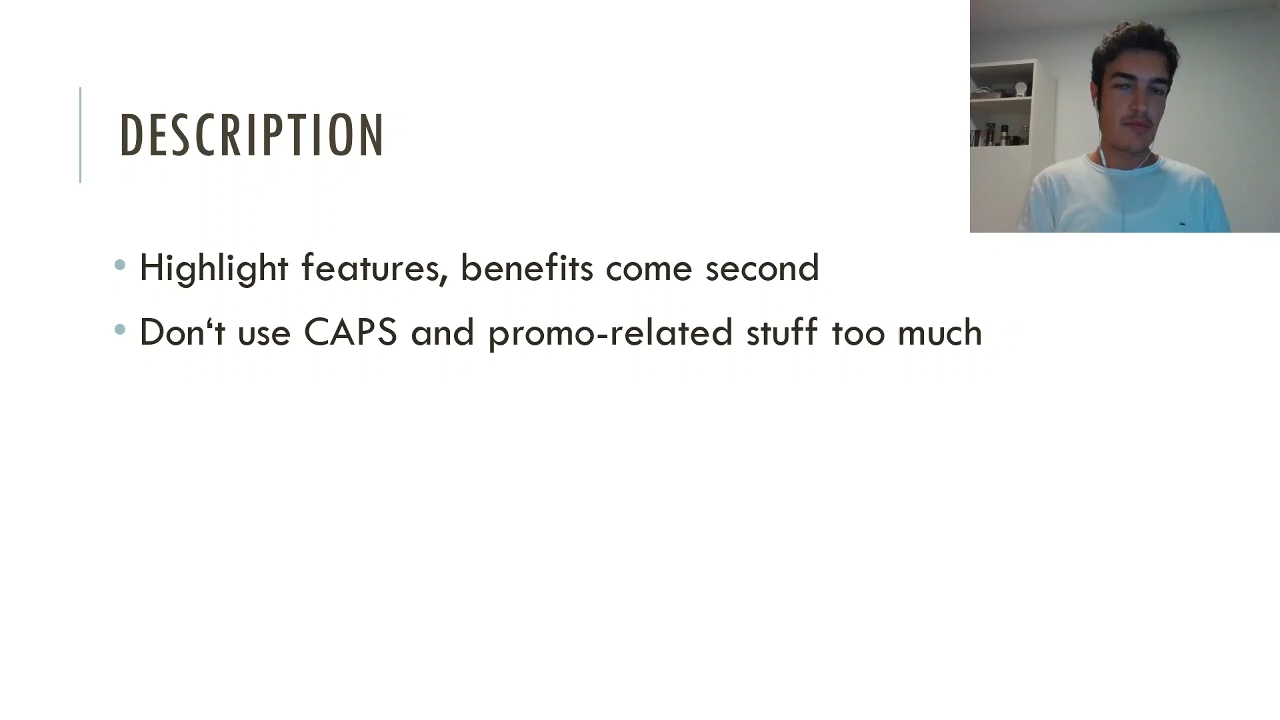 DESCRIPTION
• Highlight features, benefits come second
• Don‘t use CAPS and promo-related stuff too much